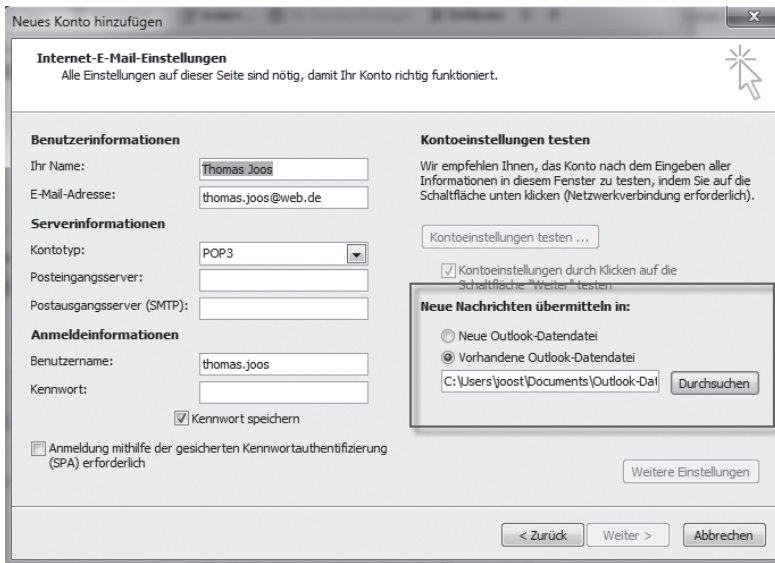 Neues Konto hinzufügen
Internet-E-Mail-Einstellungen
Alle Einstellungen auf dieser Seite sind nötig, damit Ihr Konto richtig funktioniert.
Benutzerinformationen
Ihr Name:
Thomas Joos
E-Mail-Adresse:
thomas.joos@web.de
Serverinformationen
Kontotyp:
POP3
Posteingangsserver:
Postausgangsserver (SMTP):
Anmeldeinformationen
Benutzername:
thomas.joos
Kennwort:
Kennwort speichern
Anmeldung mithilfe der gesicherten Kennwortauthentifizierung
(SPA) erforderlich
Kontoeinstellungen testen
Wir empfehlen Ihnen, das Konto nach dem Eingeben aller
Informationen in diesem Fenster zu testen, indem Sie auf die
Schaltfläche unten klicken (Netzwerkverbindung erforderlich).
Kontoeinstellungen testen ...
Kontoeinstellungen durch Klicken auf die
Schaltfläche "Weiter" testen
Neue Nachrichten übermitteln in:
Neue Outlook-Datendatei
Vorhandene Outlook-Datendatei
C:\Users\joost\Documents\Outlook-Dat
Durchsuchen
Weitere Einstellungen
< Zurück
Weiter >
Abbrechen